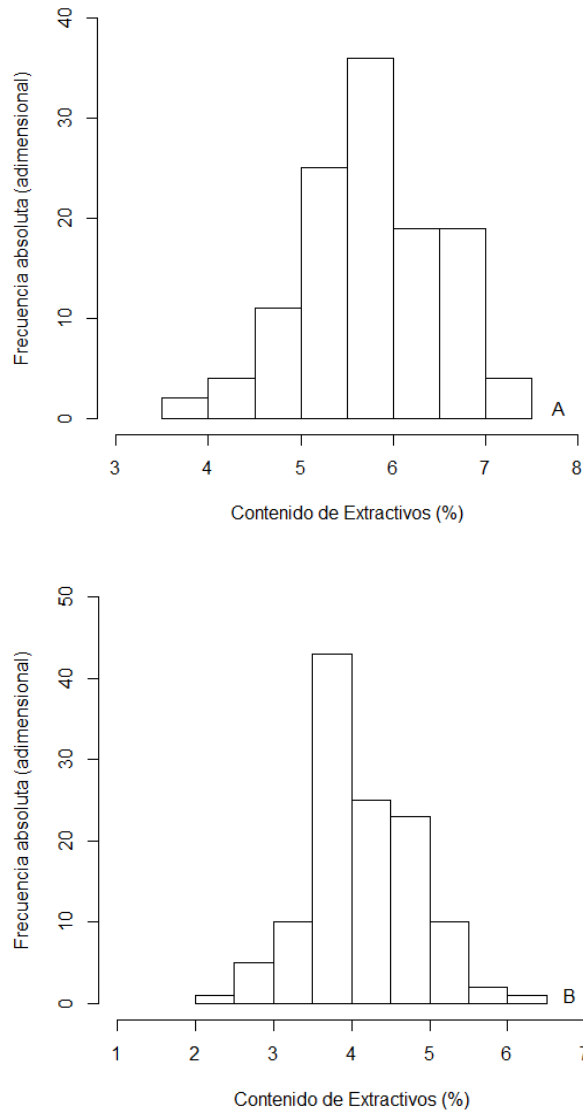 40
30
20
10
0
Frecuencia absoluta (adimensional)
A
3 4 5 6 7 8
Contenido de Extractivos (%)
50
40
30
20
10
0
Frecuencia absoluta (adimensional)
B
1 2 3 4 5 6 7
Contenido de Extractivos (%)